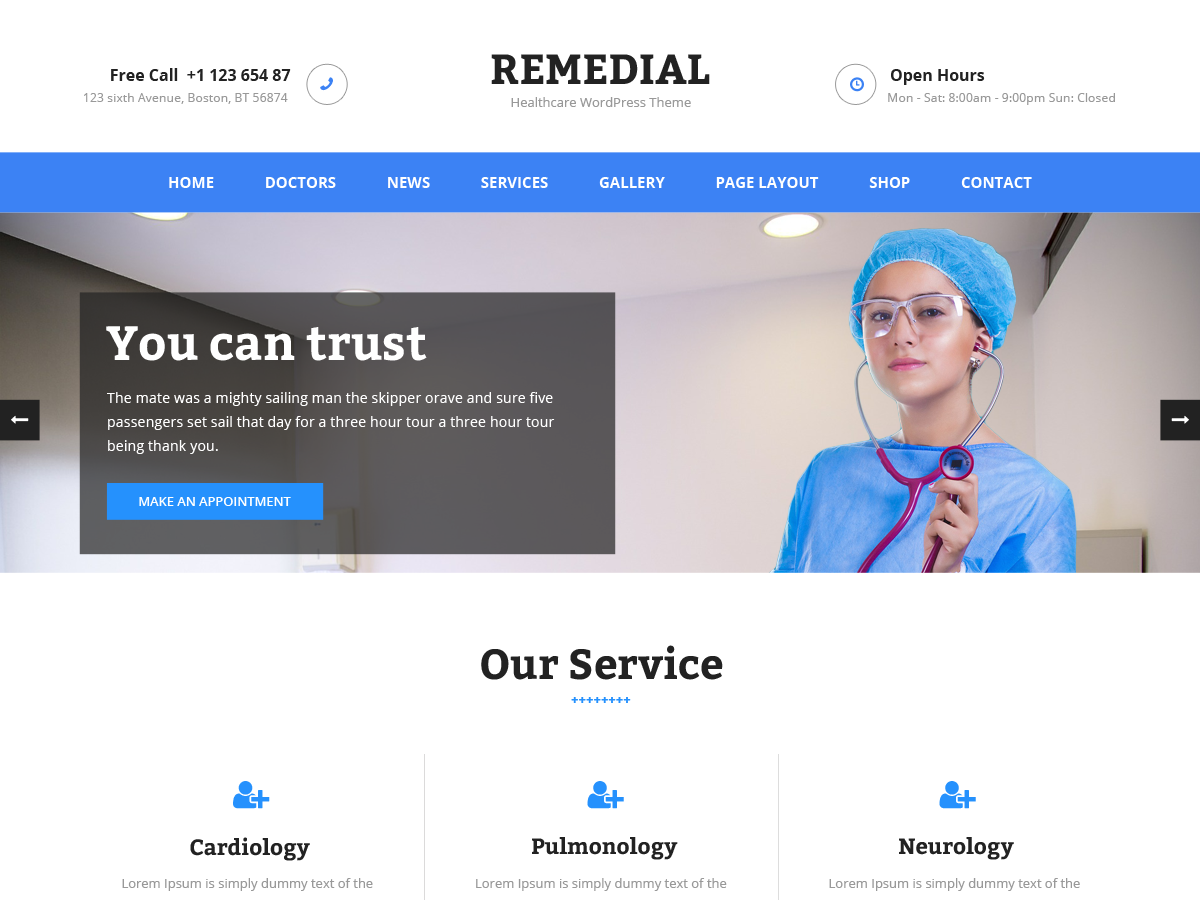 Free Call +1 123 654 87
123 sixth Avenue, Boston, BT 56874
REMEDIAL
Healthcare WordPress Theme
Open Hours
Mon - Sat: 8:00am - 9:00pm Sun: Closed
HOME DOCTORS NEWS SERVICES GALLERY PAGE LAYOUT SHOP CONTACT
You can trust
The mate was a mighty sailing man the skipper orave and sure five
passengers set sail that day for a three hour tour a three hour tour
being thank you.
MAKE AN APPOINTMENT
Our Service
++++++++
Cardiology
Lorem Ipsum is simply dummy text of the
Pulmonology
Lorem Ipsum is simply dummy text of the
Neurology
Lorem Ipsum is simply dummy text of the